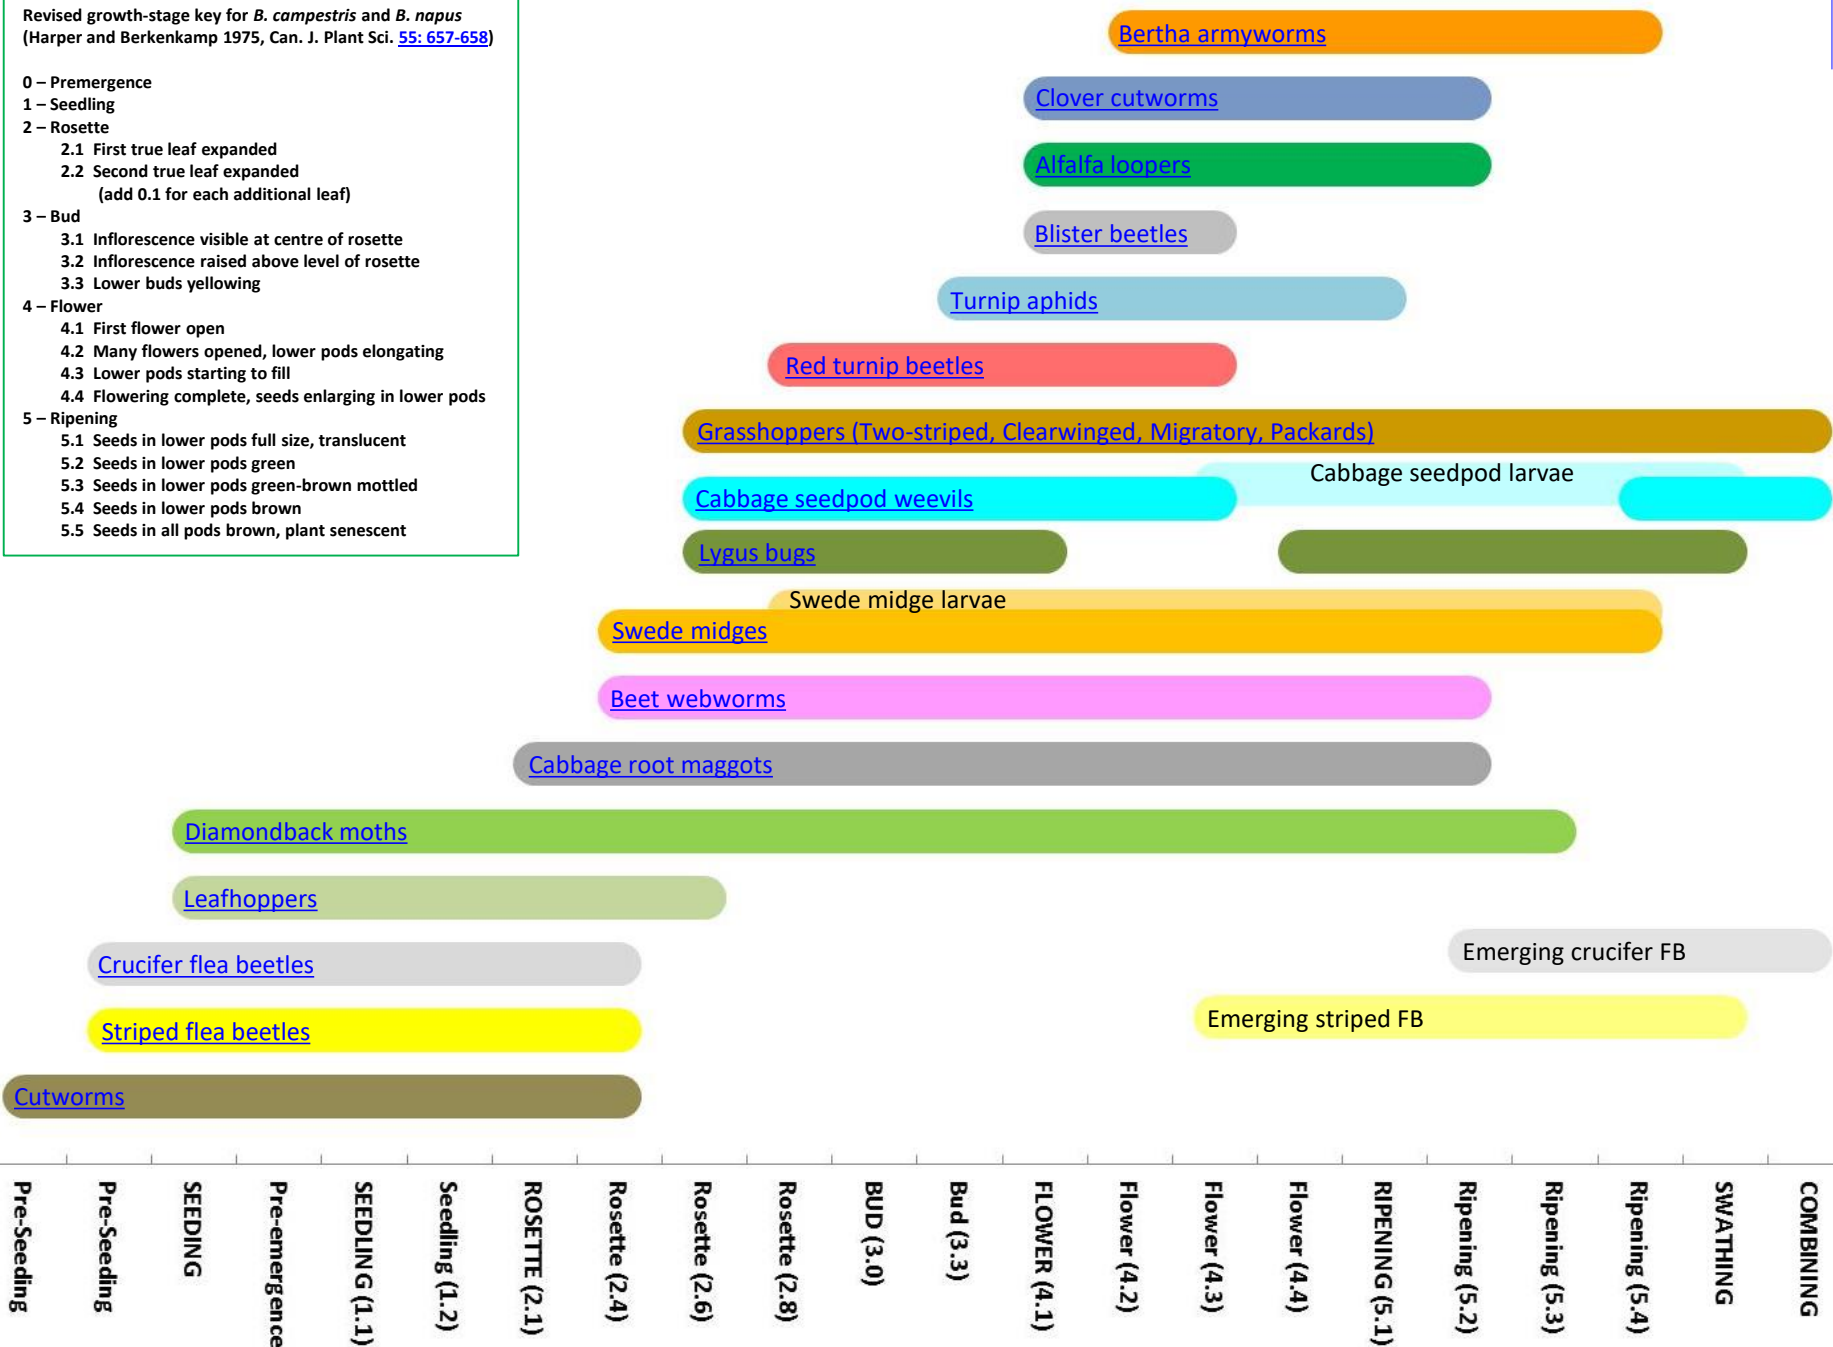 Revised growth-stage key for B. campestris and B. napus
(Harper and Berkenkamp 1975, Can. J. Plant Sci. 55: 657-658)
0 – Premergence
1 – Seedling
2 – Rosette
2.1 First true leaf expanded
2.2 Second true leaf expanded
(add 0.1 for each additional leaf)
3 – Bud
3.1 Inflorescence visible at centre of rosette
3.2 Inflorescence raised above level of rosette
3.3 Lower buds yellowing
4 – Flower
4.1 First flower open
4.2 Many flowers opened, lower pods elongating
4.3 Lower pods starting to fill
4.4 Flowering complete, seeds enlarging in lower pods
5 – Ripening
5.1 Seeds in lower pods full size, translucent
5.2 Seeds in lower pods green
5.3 Seeds in lower pods green-brown mottled
5.4 Seeds in lower pods brown
5.5 Seeds in all pods brown, plant senescent
Bertha armyworms
Clover cutworms
Alfalfa loopers
Blister beetles
Turnip aphids
Red turnip beetles
Grasshoppers (Two-striped, Clearwinged, Migratory, Packards)
Cabbage seedpod larvae
Cabbage seedpod weevils
Lygus bugs
Swede midge larvae
Swede midges
Beet webworms
Cabbage root maggots
Diamondback moths
Leafhoppers
Crucifer flea beetles
Emerging crucifer FB
Striped flea beetles
Emerging striped FB
Cutworms
Pre-Seeding
Pre-Seeding
SEEDING
Pre-emergence
SEEDLING (1.1)
Seedling (1.2)
ROSETTE (2.1)
Rosette (2.4)
Rosette (2.6)
Rosette (2.8)
BUD (3.0)
Bud (3.3)
FLOWER (4.1)
Flower (4.2)
Flower (4.3)
Flower (4.4)
RIPENING (5.1)
Ripening (5.2)
Ripening (5.3)
Ripening (5.4)
SWATHING
COMBINING